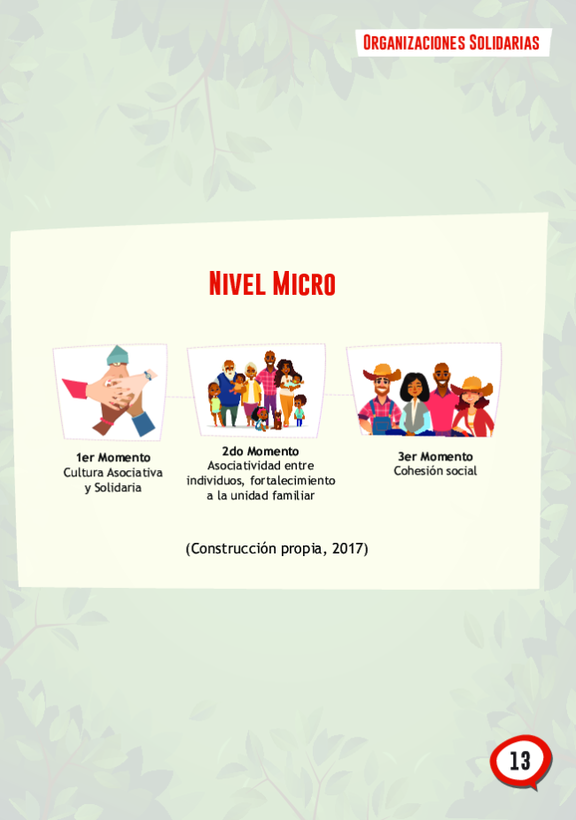 Organizaciones Solidarias
Nivel Micro
1er Momento
Cultura Asociativa
y Solidaria
2do Momento
Asociatividad entre
individuos, fortalecimiento
a la unidad familiar
3er Momento
Cohesión social
(Construcción propia, 2017)
13